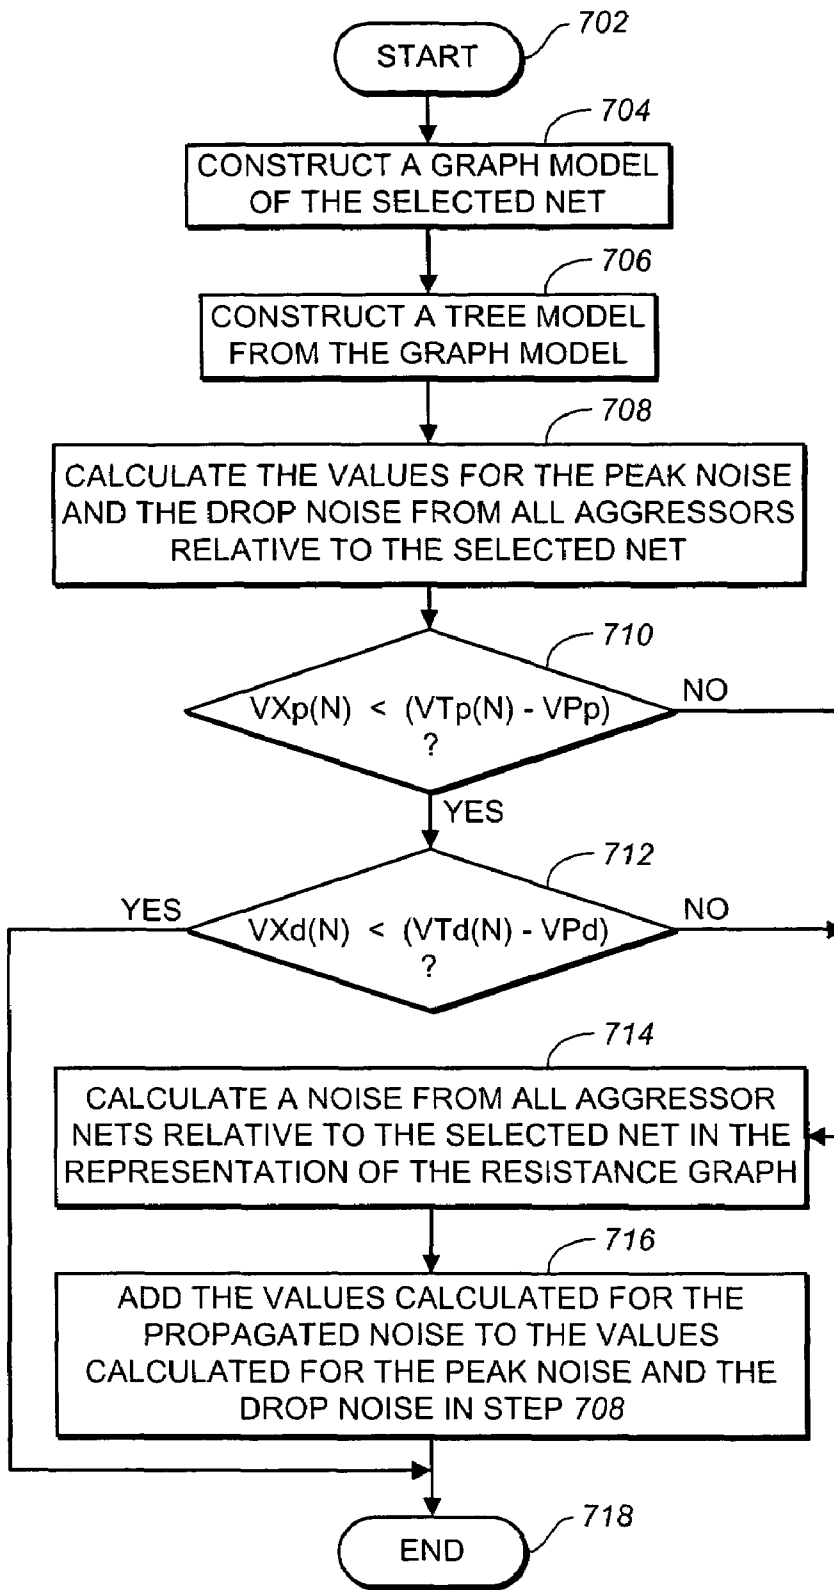 START
702
704
CONSTRUCT A GRAPH MODEL
OF THE SELECTED NET
706
CONSTRUCT A TREE MODEL
FROM THE GRAPH MODEL
708
CALCULATE THE VALUES FOR THE PEAK NOISE
AND THE DROP NOISE FROM ALL AGGRESSORS
RELATIVE TO THE SELECTED NET
710
VXp(N) < (VTp(N) - VPp)
?
NO
YES
712
YES
VXd(N) < (VTd(N) - VPd)
?
NO
714
CALCULATE A NOISE FROM ALL AGGRESSOR
NETS RELATIVE TO THE SELECTED NET IN THE
REPRESENTATION OF THE RESISTANCE GRAPH
716
ADD THE VALUES CALCULATED FOR THE
PROPAGATED NOISE TO THE VALUES
CALCULATED FOR THE PEAK NOISE AND THE
DROP NOISE IN STEP 708
718
END